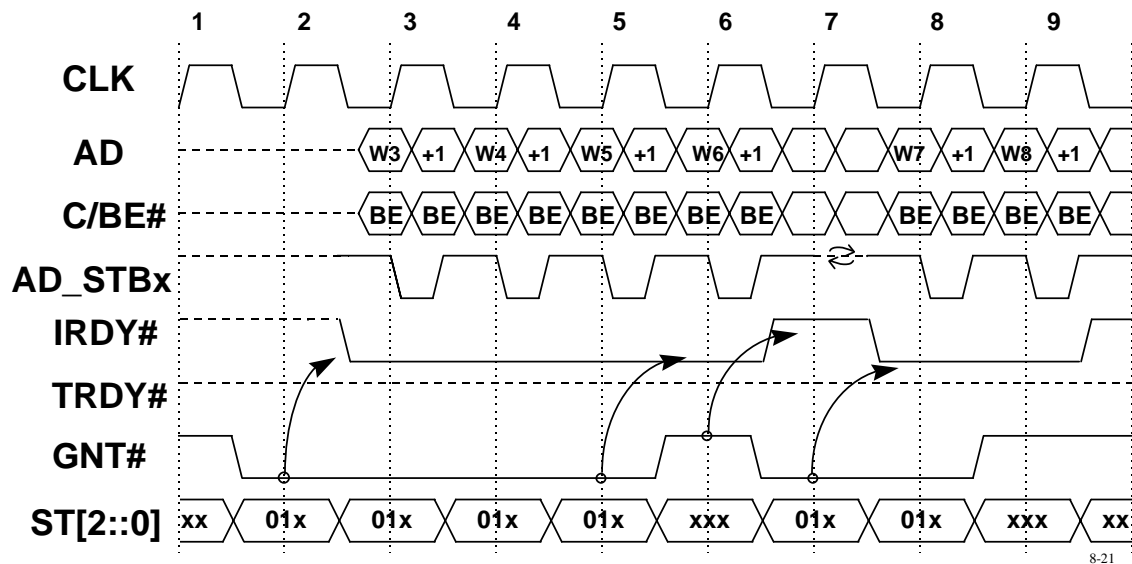 1 2 3 4 5 6 7 8 9
CLK
AD W3 +1 W4 +1 W5 +1 W6 +1 W7 +1 W8 +1
C/BE# BE BE BE BE BE BE BE BE BE BE BE BE
AD_STBx
IRDY#
TRDY#
GNT#
ST[2::0] xx 01x 01x 01x 01x xxx 01x 01x xxx xx
8-21